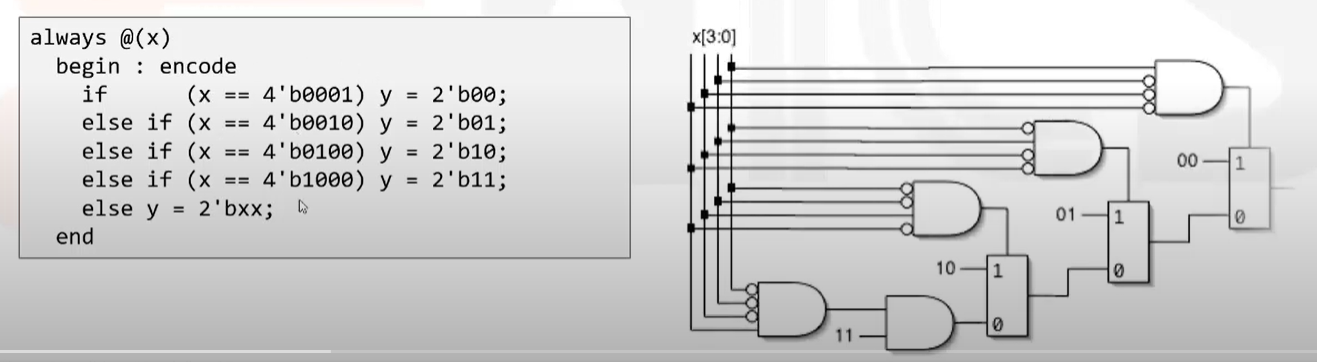 always @(x)
begin : encode
if (x == 4'b0001) y = 2'b00;
else if (x == 4'b0010) y = 2'b01;
else if (x == 4'b0100) y = 2'b10;
else if (x == 4'b1000) y = 2'b11;
else y = 2'bxx;
end
x[3:0]
00 1
0
01 1
0
10 1
0
11